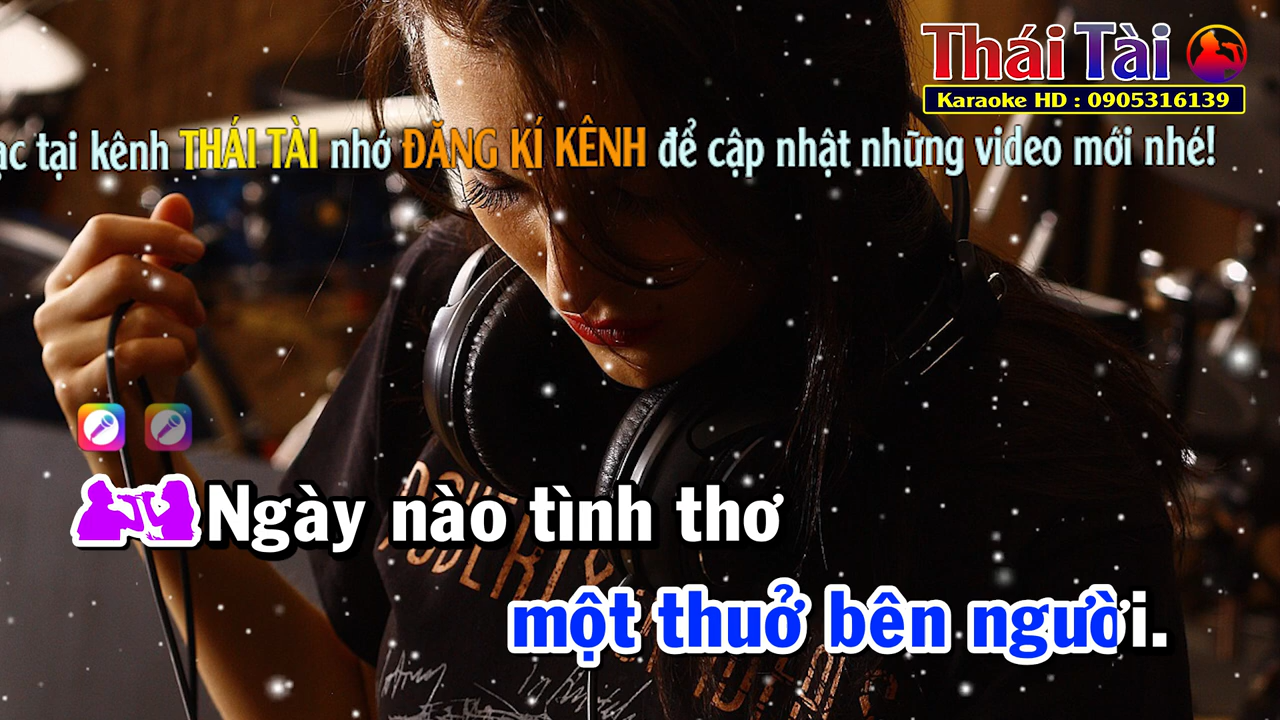 Thái Tài
Karaoke HD : 0905316139
ạc tại kênh THÁI TÀI nhớ ĐĂNG KÍ KÊNH để cập nhật những video mới nhé!
Ngày nào tình thơ
một thuở bên người.